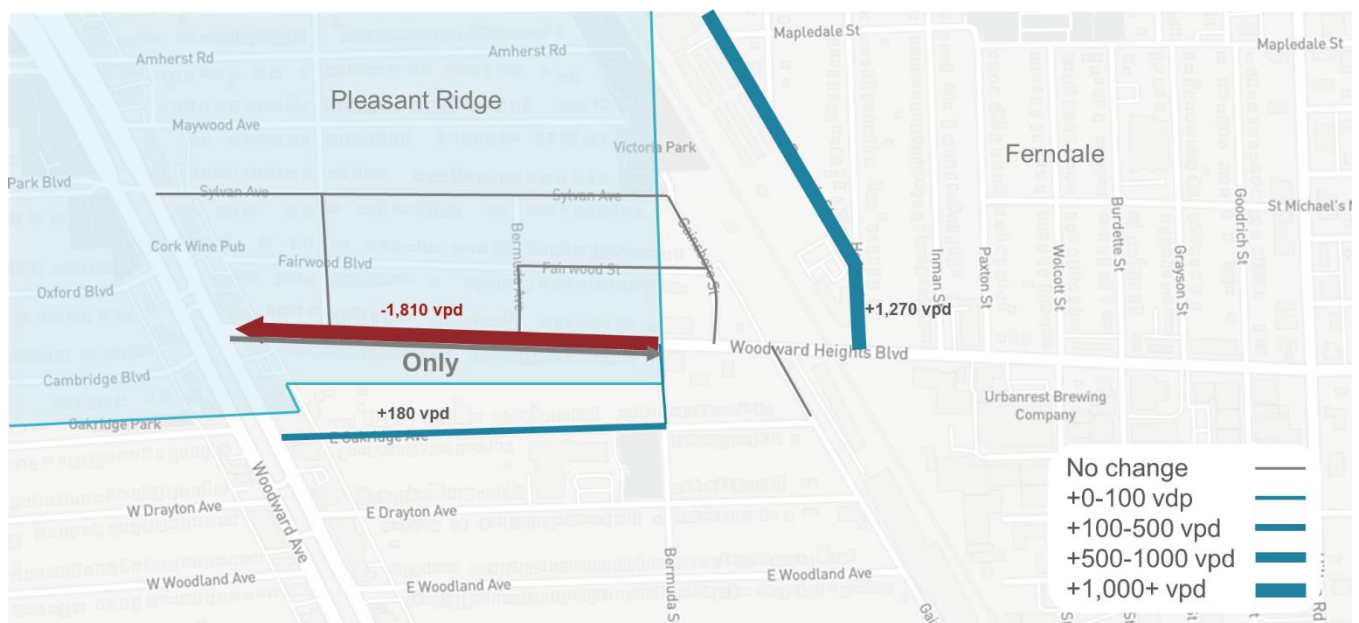 Mapledale St
Mapledale St
Amherst Rd
Amherst Rd
Pleasant Ridge
Maywood Ave
Victoria Park
Ferndale
Park Blvd
Sylvan Ave
Sylvan Ave
St Michael's
Goodrich St
Burdette St
Gainsboro St
Bermuda Ave
Cork Wine Pub
Fairwood Blvd
Fairwood St
Inman St
Paxton St
Wolcott St
Grayson St
Oxford Blvd
-1,810 vpd
+1,270 vpd
Woodward Heights Blvd
Only
Cambridge Blvd
Urbanrest Brewing
Company
+180 vpd
Oakridge Park
E Oakridge Ave
Woodward Ave
W Drayton Ave
E Drayton Ave
W Woodland Ave
E Woodland Ave
E Woodland Ave
Bermuda S
No change
+0-100 vdp
+100-500 vpd
+500-1000 vpd
+1,000+ vpd
Rd